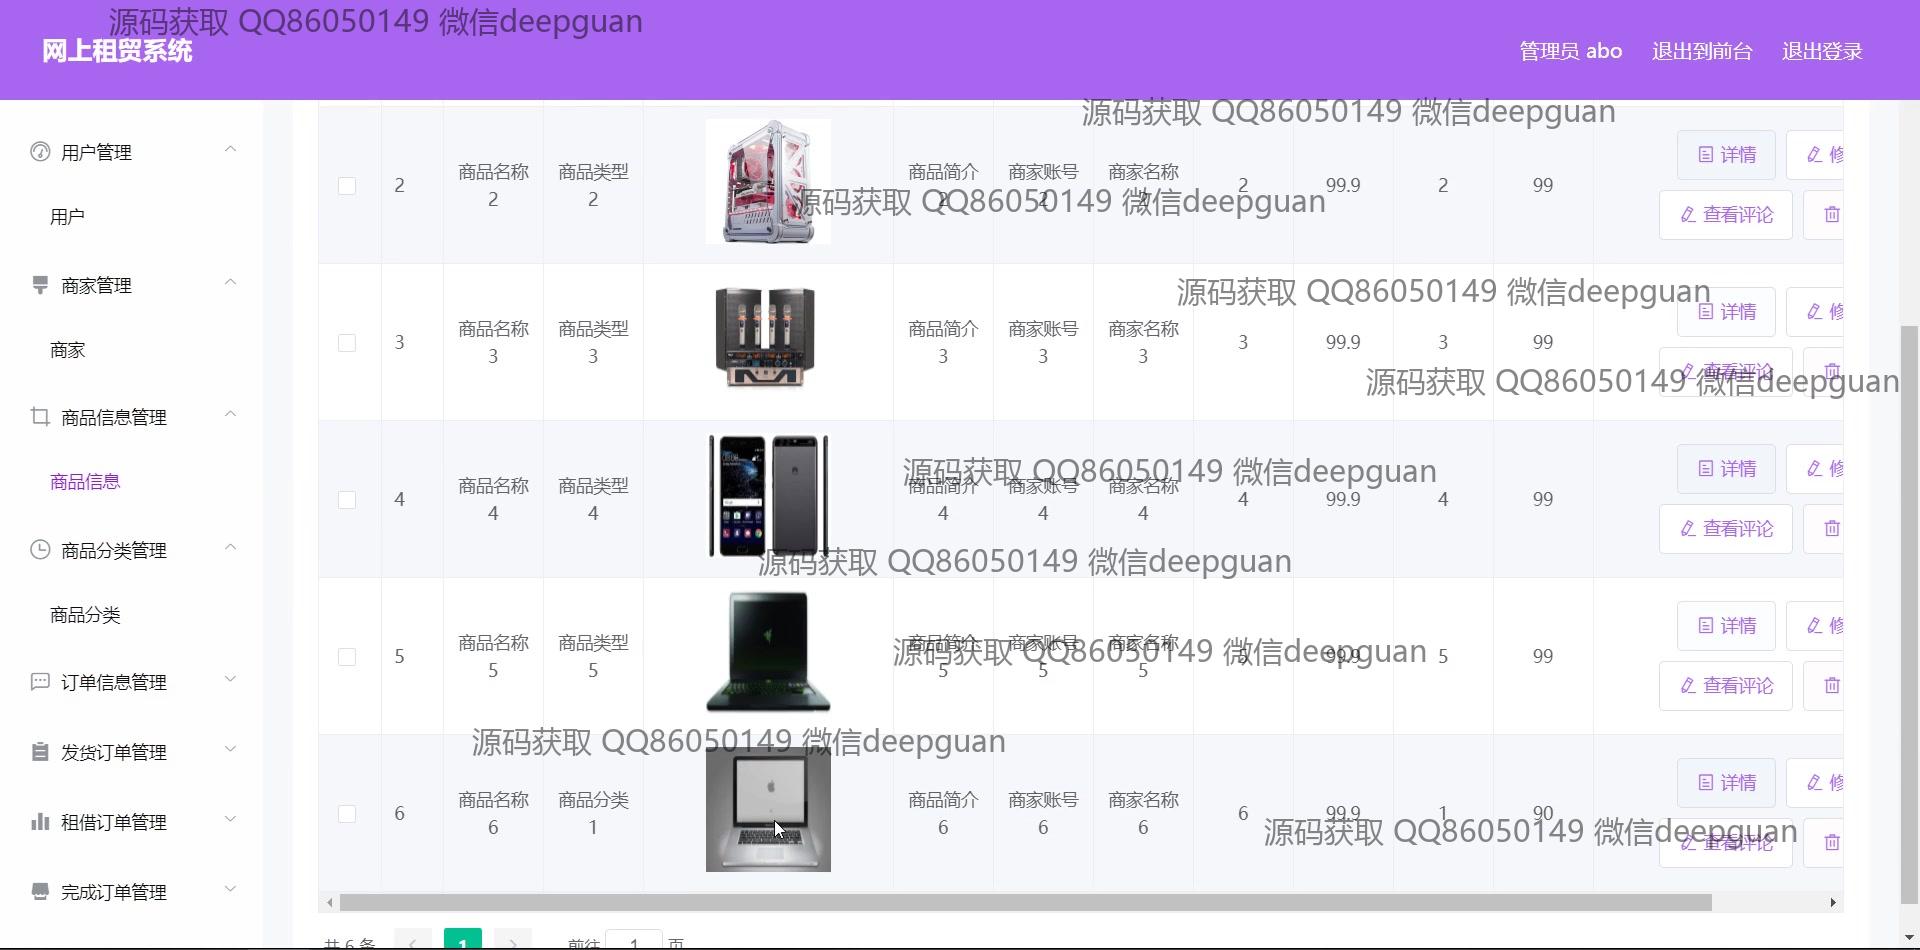 源码获取 QQ86050149 微信deepguan
网上租贸系统
管理员 abo 退出到前台 退出登录
源码获取 QQ86050149 微信deepguan
用户管理
用户
商家管理
商家
商品信息管理
商品信息
商品分类管理
商品分类
订单信息管理
发货订单管理
租借订单管理
完成订单管理
2 商品名称2 商品类型2 商品简介2 商家账号2 商家名称2 2 99.9 2 99 详情 修
查看评论
源码获取 QQ86050149 微信deepguan
源码获取 QQ86050149 微信deepguan
3 商品名称3 商品类型3 商品简介3 商家账号3 商家名称3 3 99.9 3 99 详情 修
查看评论
源码获取 QQ86050149 微信deepguan
源码获取 QQ86050149 微信deepguan
4 商品名称4 商品类型4 商品简介4 商家账号4 商家名称4 4 99.9 4 99 详情 修
查看评论
源码获取 QQ86050149 微信deepguan
5 商品名称5 商品类型5 商品简介5 商家账号5 商家名称5 5 99.9 5 99 详情 修
查看评论
源码获取 QQ86050149 微信deepguan
源码获取 QQ86050149 微信deepguan
6 商品名称6 商品分类1 商品简介6 商家账号6 商家名称6 6 99.9 1 90 详情 修
查看评论
源码获取 QQ86050149 微信deepguan
共 6 条 1 前往 1 页